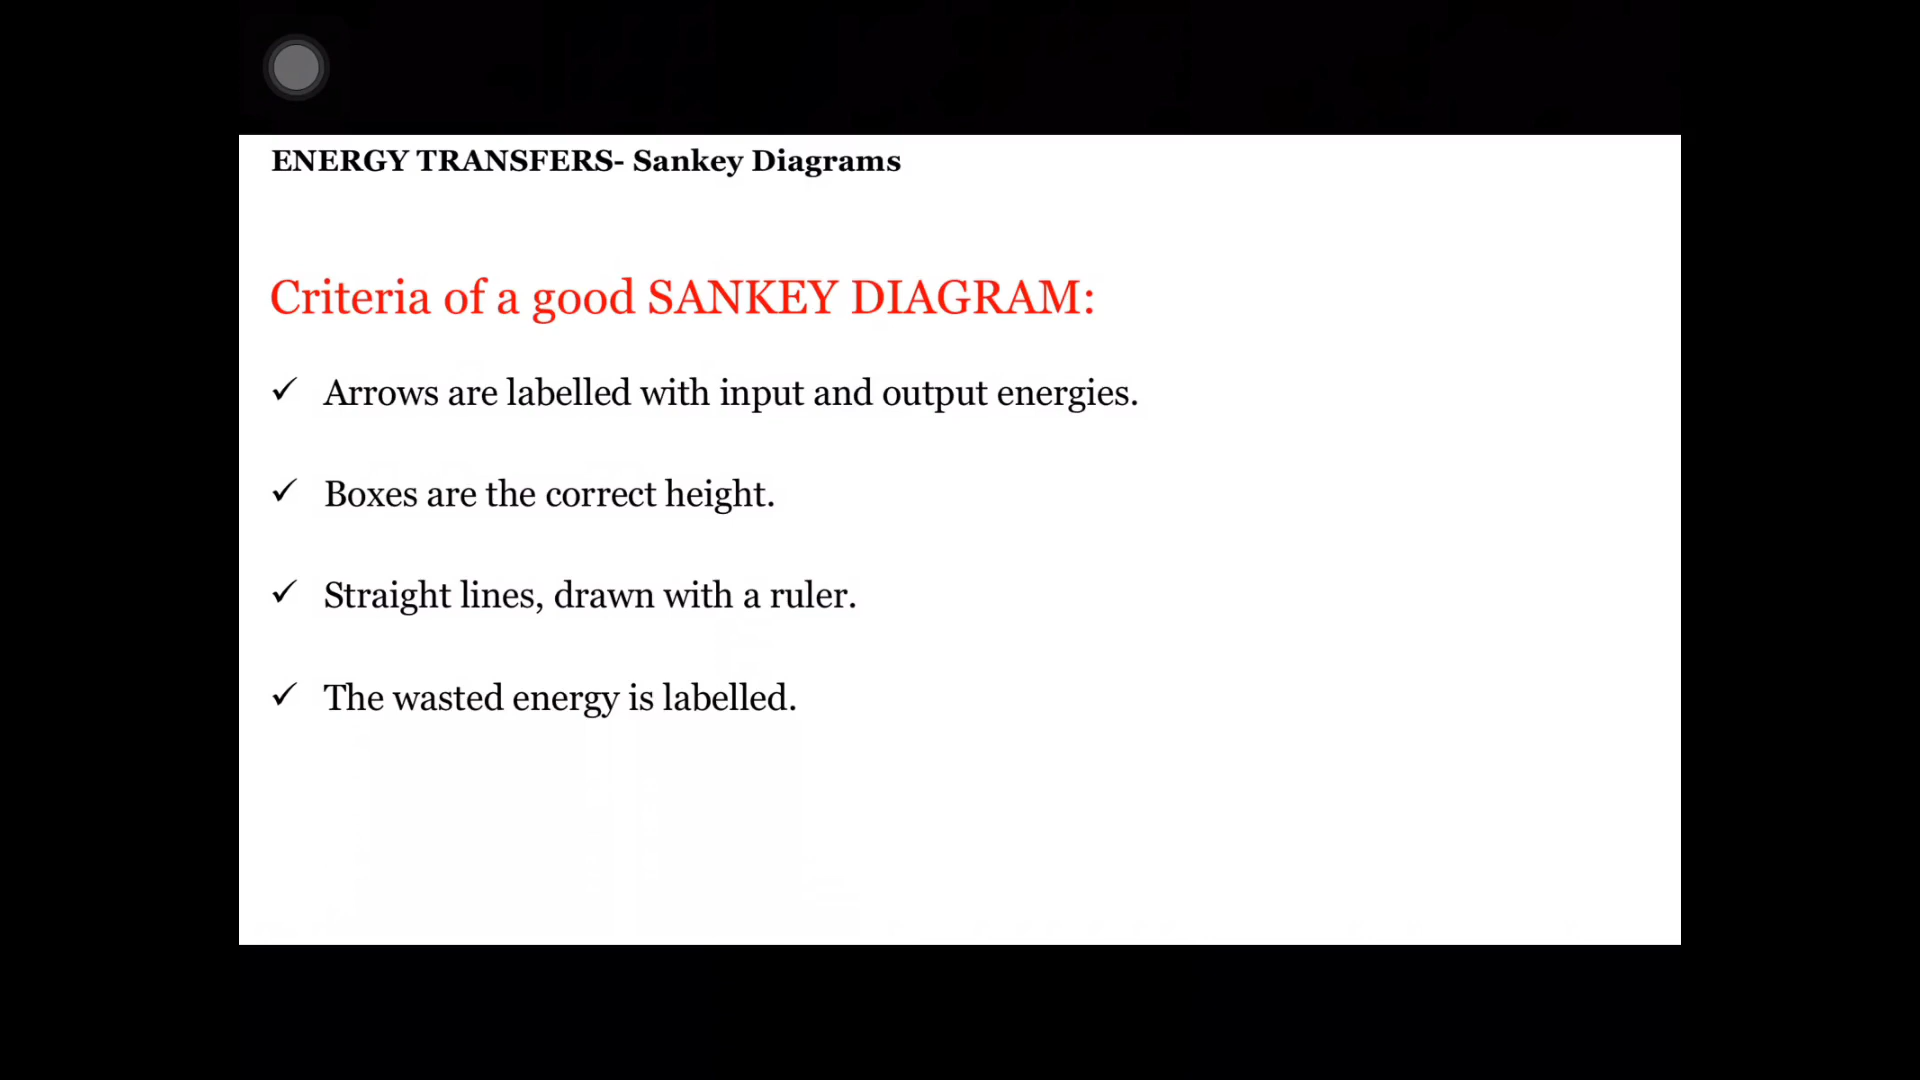 ENERGY TRANSFERS- Sankey Diagrams
Criteria of a good SANKEY DIAGRAM:
✓ Arrows are labelled with input and output energies.
✓ Boxes are the correct height.
✓ Straight lines, drawn with a ruler.
✓ The wasted energy is labelled.